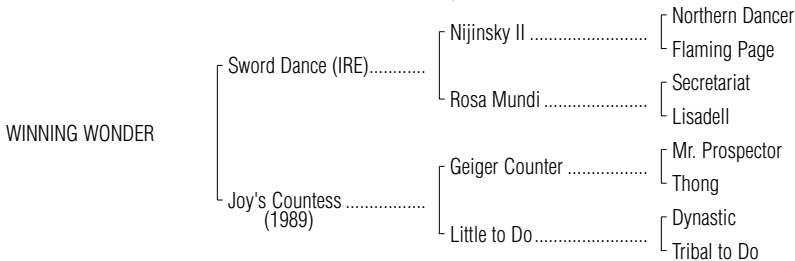 Northern Dancer
Nijinsky II ........................
Flaming Page
Sword Dance (IRE)............
Secretariat
Rosa Mundi .....................
Lisadell
WINNING WONDER
Mr. Prospector
Geiger Counter ................
Thong
Joy's Countess .................
(1989)
Dynastic
Little to Do.......................
Tribal to Do